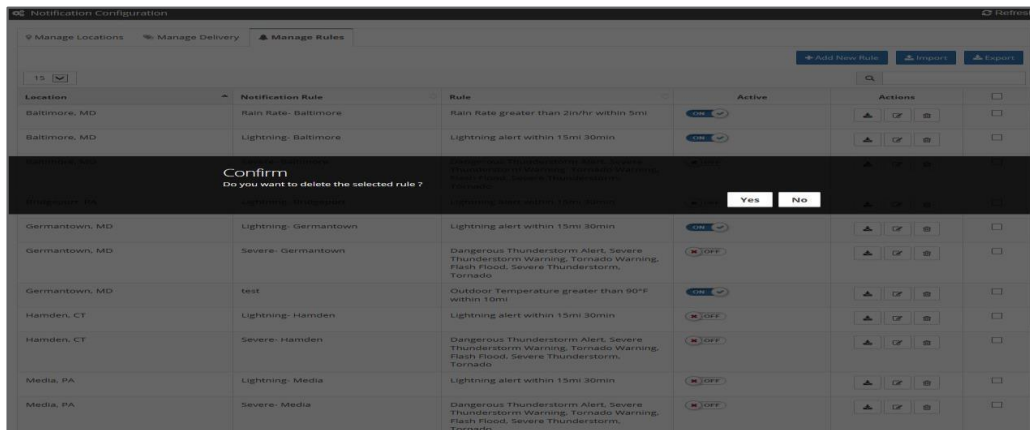 Notification Configuration
Refresh
Manage Locations Manage Delivery Manage Rules
+Add New Rule Import Export
15
Location Notification Rule Rule Active Actions
Baltimore, MD Rain Rate- Baltimore Rain Rate greater than 2in/hr within 5mi ON
Baltimore, MD Lightning- Baltimore Lightning alert within 15mi 30min ON
Confirm
Do you want to delete the selected rule ?
Yes No
Germantown, MD Lightning- Germantown Lightning alert within 15mi 30min ON
Germantown, MD Severe- Germantown Dangerous Thunderstorm Alert, Severe OFF
Thunderstorm Warning, Tornado Warning,
Flash Flood, Severe Thunderstorm,
Tornado
Germantown, MD test Outdoor Temperature greater than 90°F ON
within 10mi
Hamden, CT Lightning- Hamden Lightning alert within 15mi 30min OFF
Hamden, CT Severe- Hamden Dangerous Thunderstorm Alert, Severe OFF
Thunderstorm Warning, Tornado Warning,
Flash Flood, Severe Thunderstorm,
Tornado
Media, PA Lightning- Media Lightning alert within 15mi 30min OFF
Media, PA Severe- Media Dangerous Thunderstorm Alert, Severe OFF
Thunderstorm Warning, Tornado Warning,
Flash Flood, Severe Thunderstorm,
Tornado